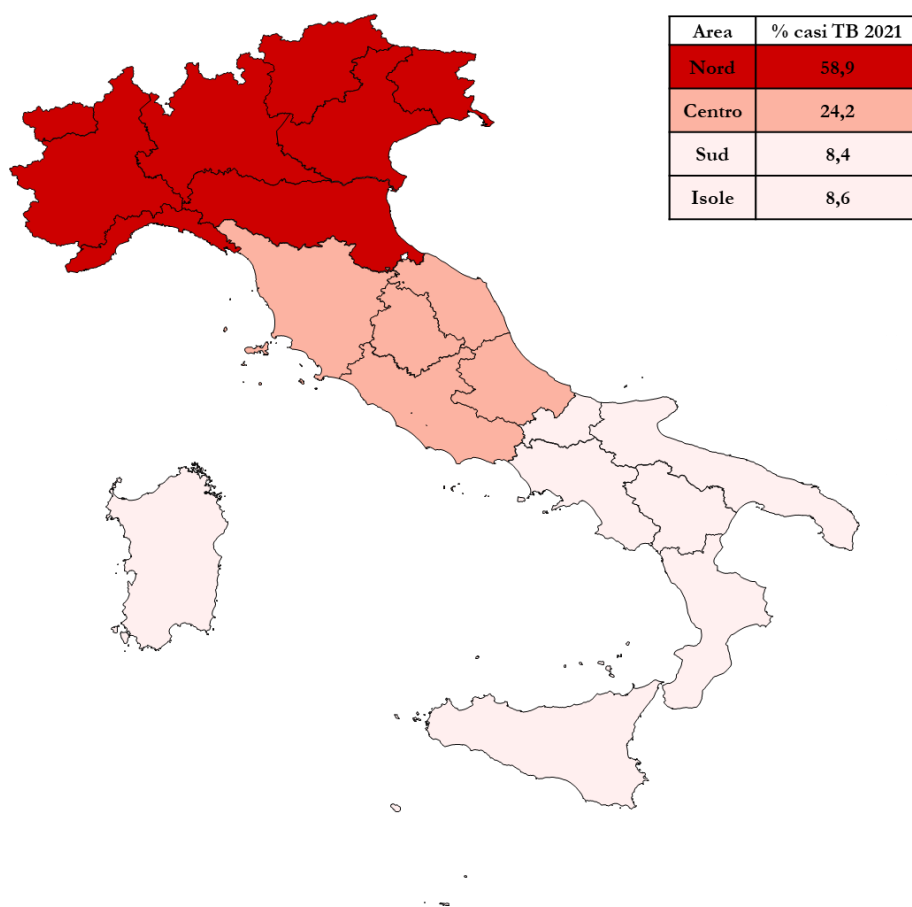 Area % casi TB 2021
Nord 58,9
Centro 24,2
Sud 8,4
Isole 8,6